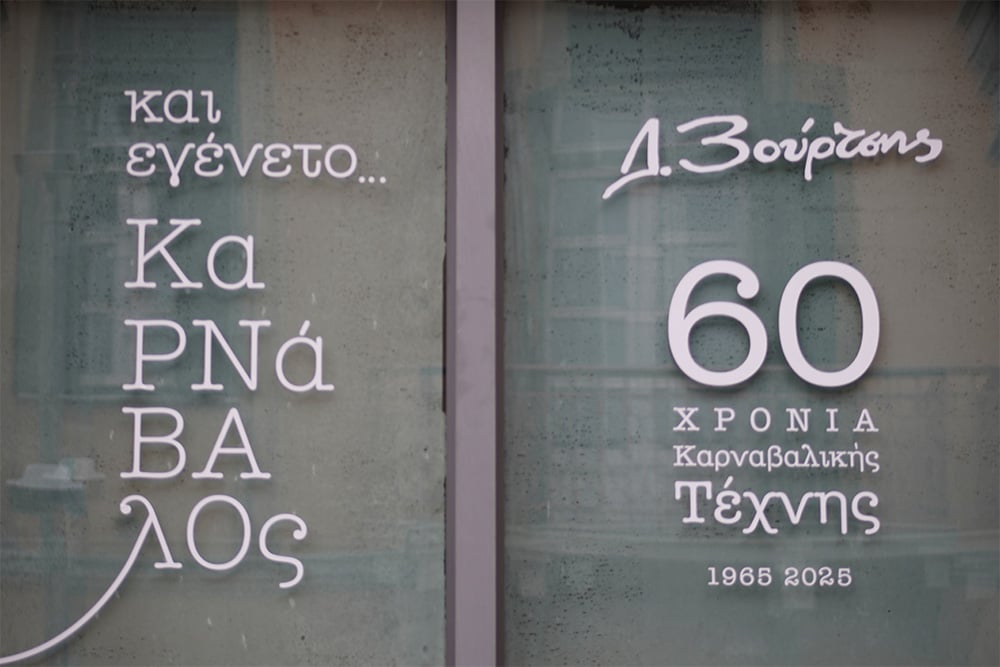 και
εγένετο...
Κα
ΡΝά
ΒΑ
λΟς
Δ. Ζούρτσης
60
ΧΡΟΝΙΑ
Καρναβαλικής
Τέχνης
1965 2025